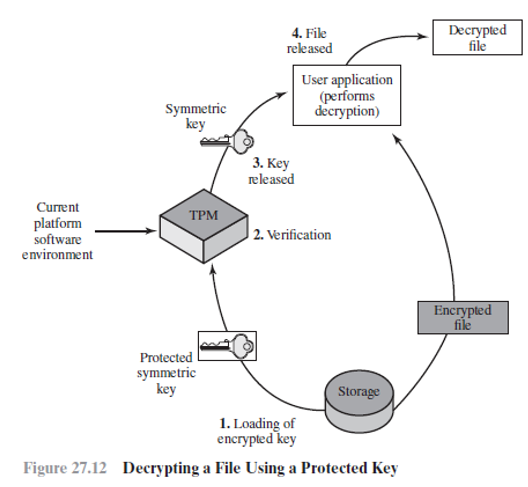 4. File
released
Decrypted
file
User application
(performs
decryption)
Symmetric
key
3. Key
released
Current
platform
software
environment
TPM
2. Verification
Encrypted
file
Protected
symmetric
key
Storage
1. Loading of
encrypted key
Figure 27.12 Decrypting a File Using a Protected Key